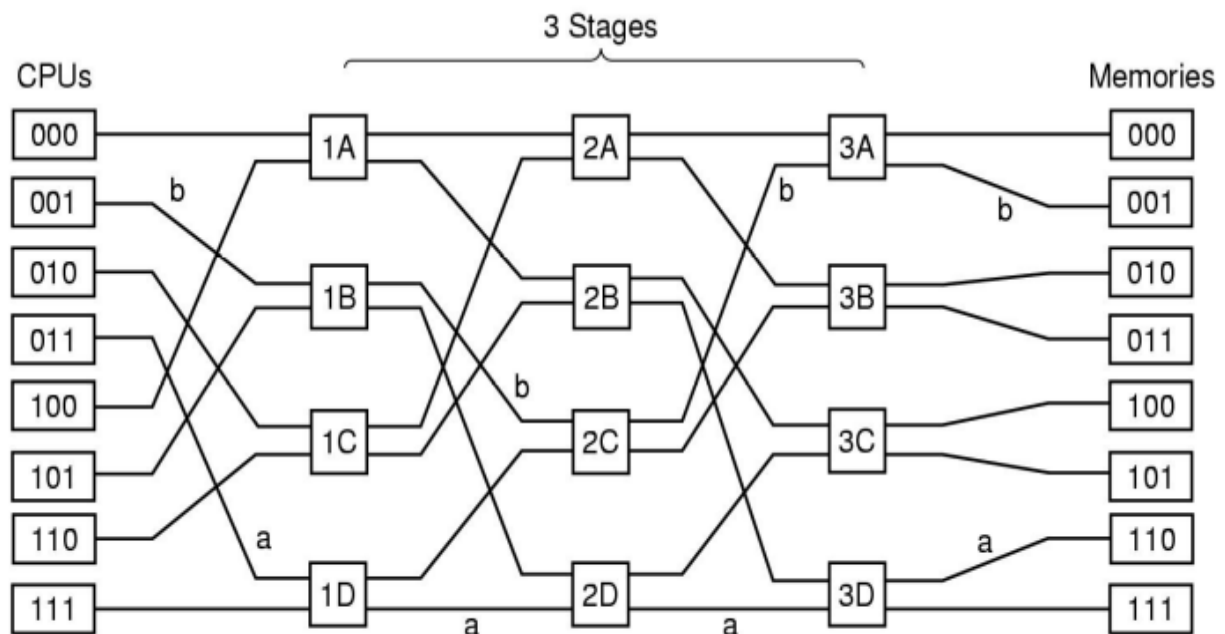 3 Stages
CPUs Memories
000 1A 2A 3A 000
b b
001 b 001
010 1B 2B 3B 010
011 011
100 b 100
1C 2C 3C
101 101
110 a a 110
1D 2D 3D
111 a a 111